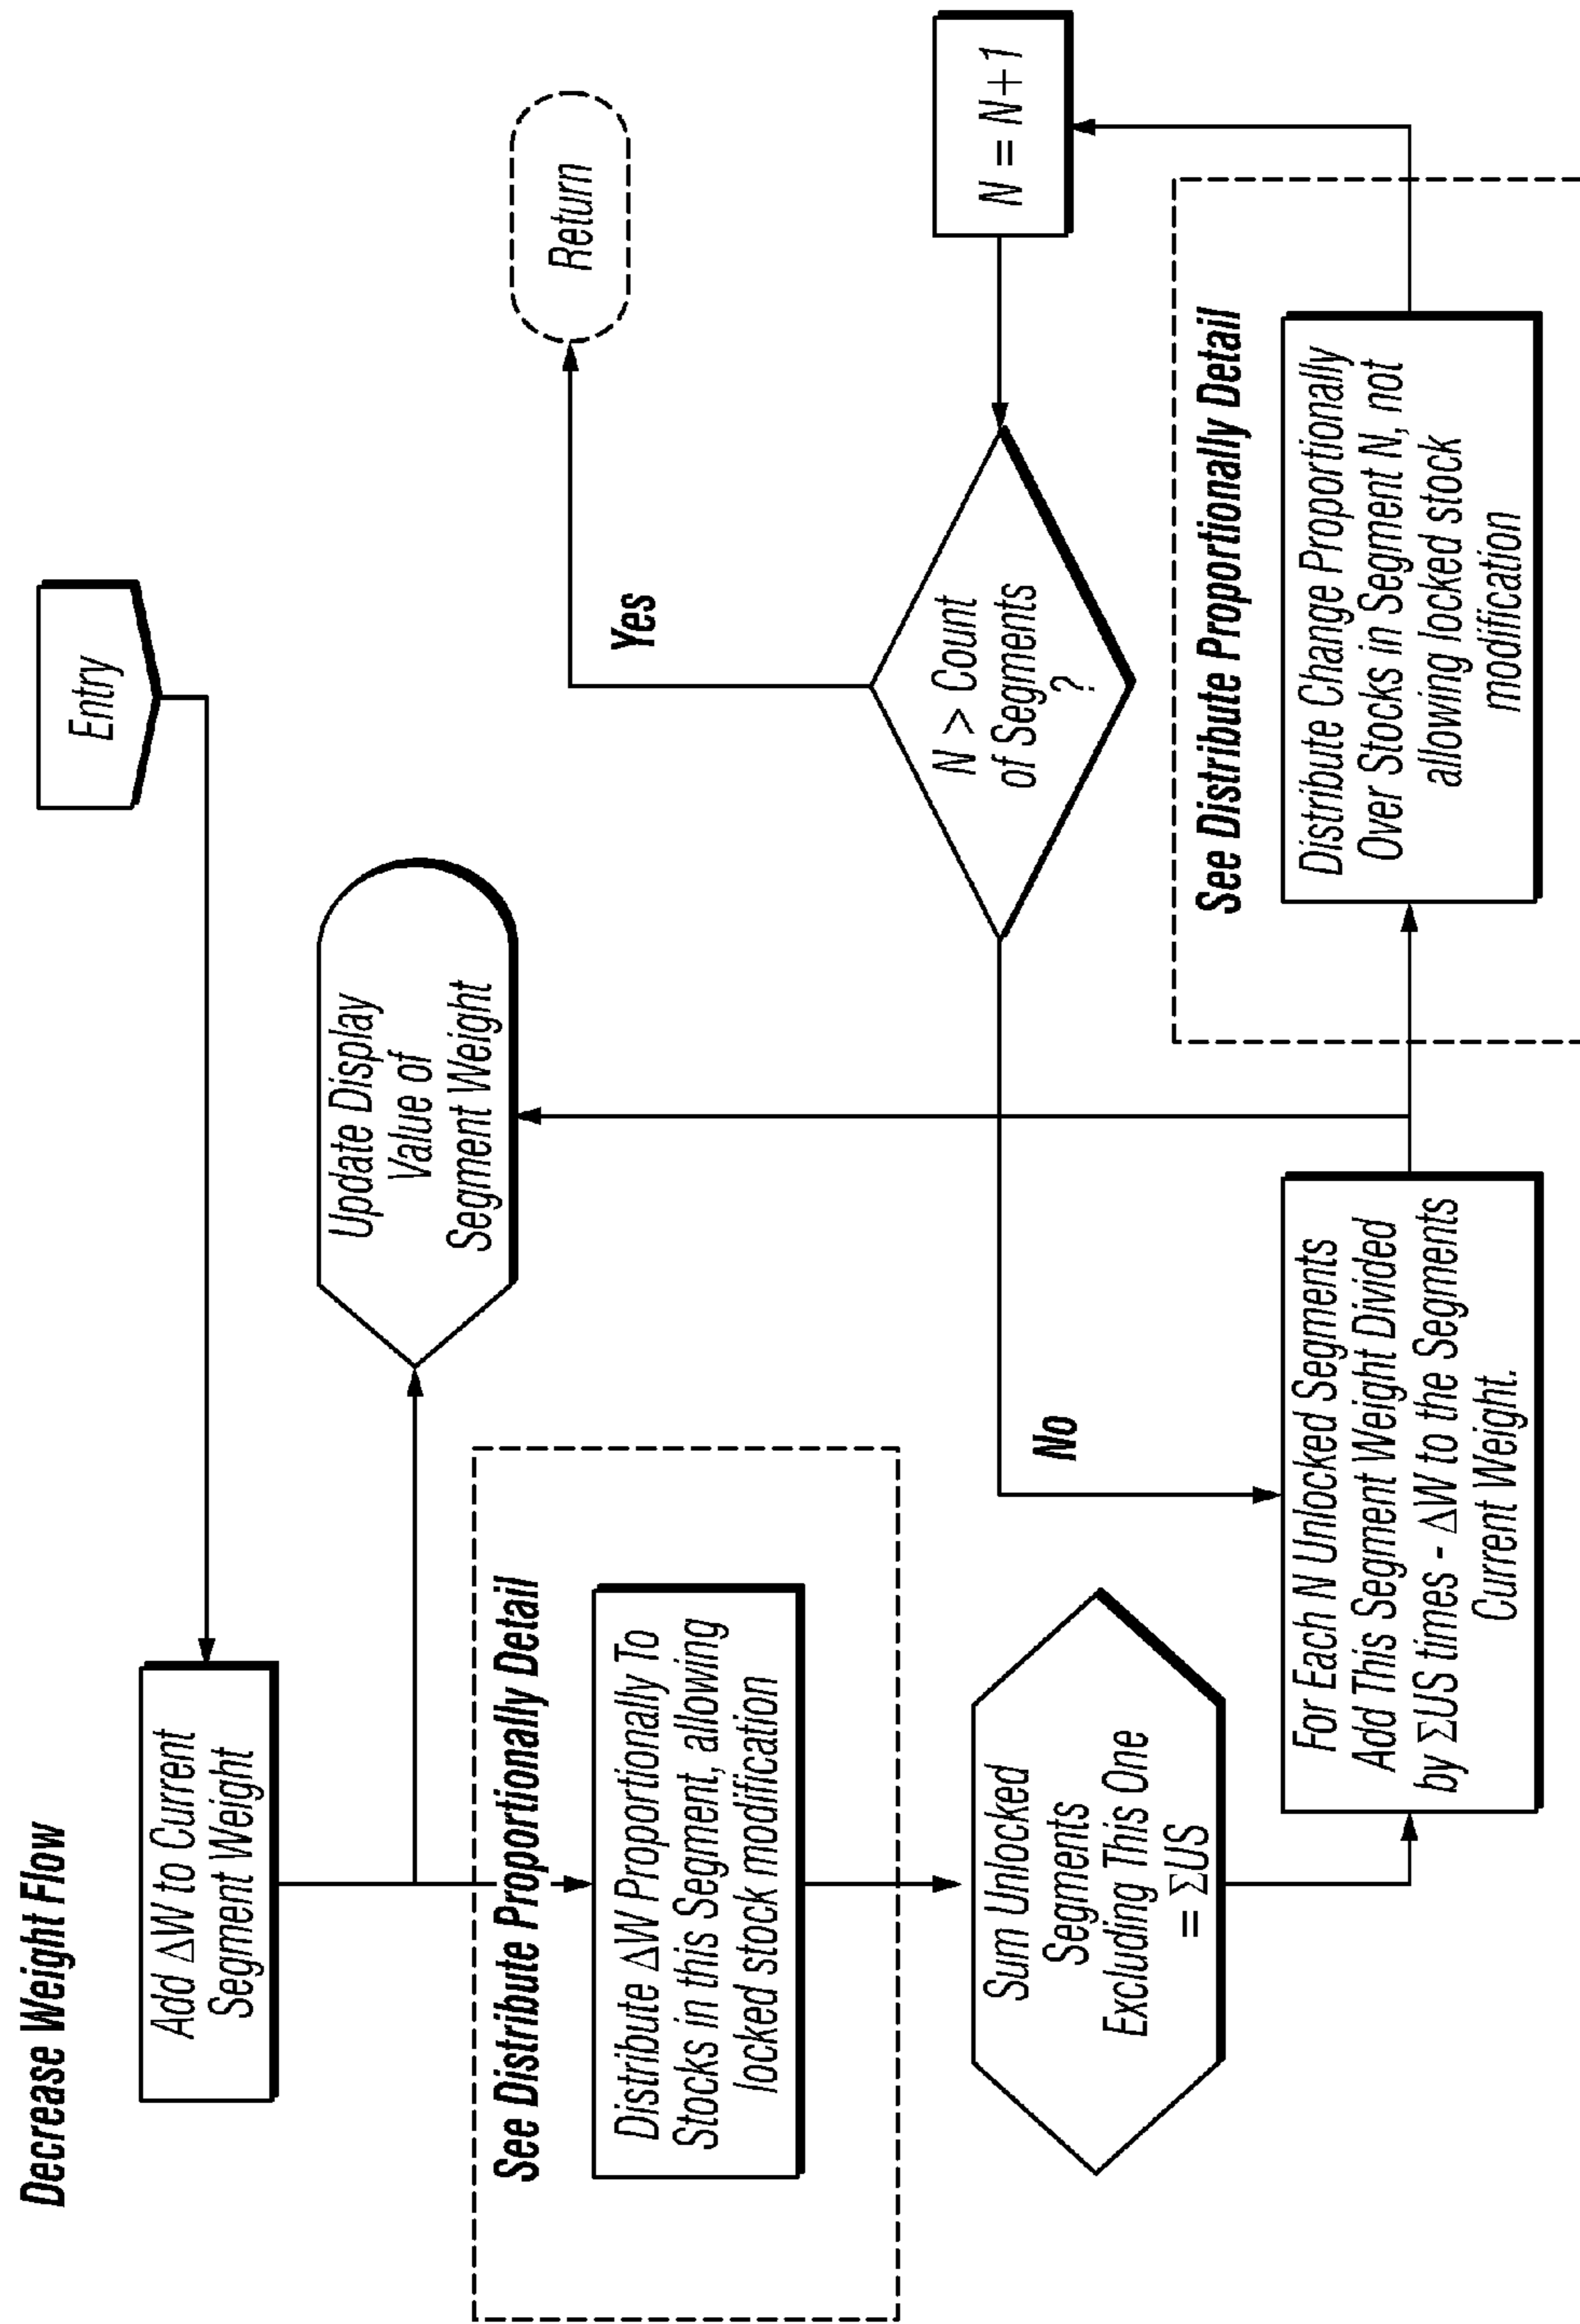 Decrease Weight Flow
Entry
Add ΔW to Current
Segment Weight
Update Display
Value of
Segment Weight
See Distribute Proportionally Detail
Distribute ΔW Proportionally To
Stocks in this Segment, allowing
locked stock modification
Return
Yes
Sum Unlocked
Segments
Excluding This One
= ΣUS
No
N > Count
of Segments
?
N = N+1
For Each N Unlocked Segments
Add This Segment Weight Divided
by ΣUS times - ΔW to the Segments
Current Weight.
See Distribute Proportionally Detail
Distribute Change Proportionally
Over Stocks in Segment N, not
allowing locked stock
modification